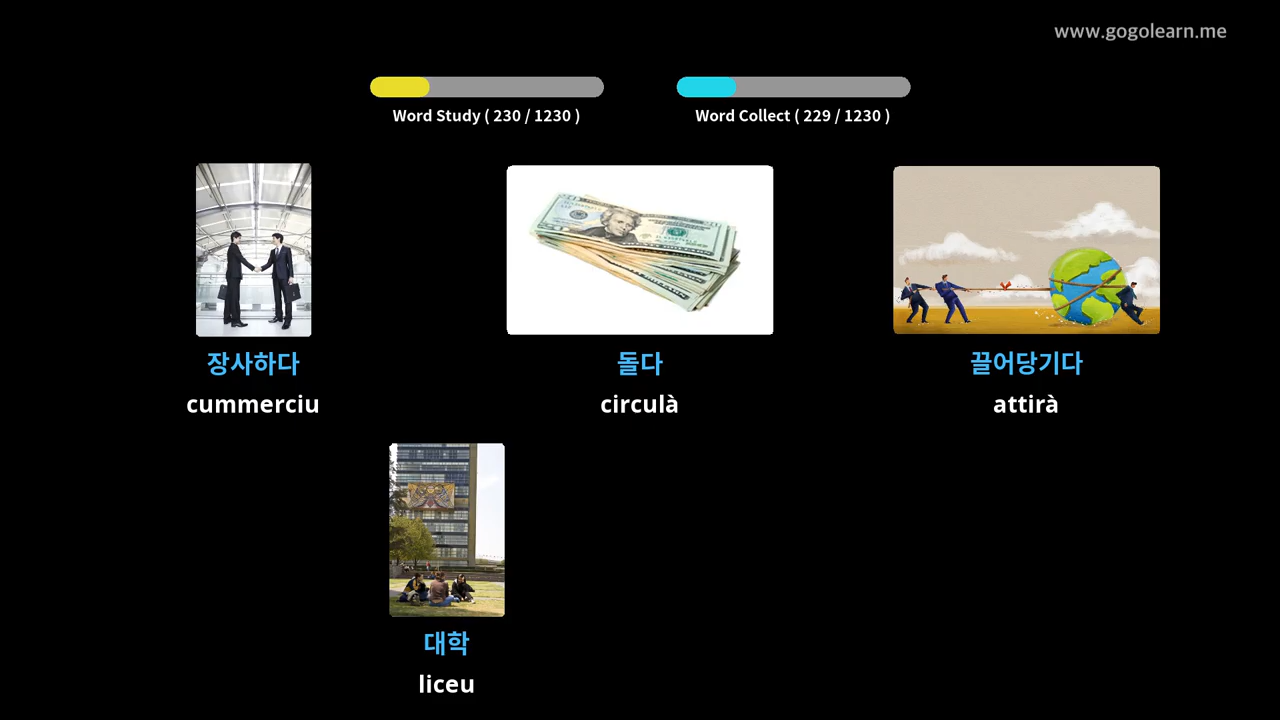 www.gogolearn.me
Word Study ( 230 / 1230 )
Word Collect ( 229 / 1230 )
장사하다
돌다
끌어당기다
cummerciu
circulà
attirà
대학
liceu